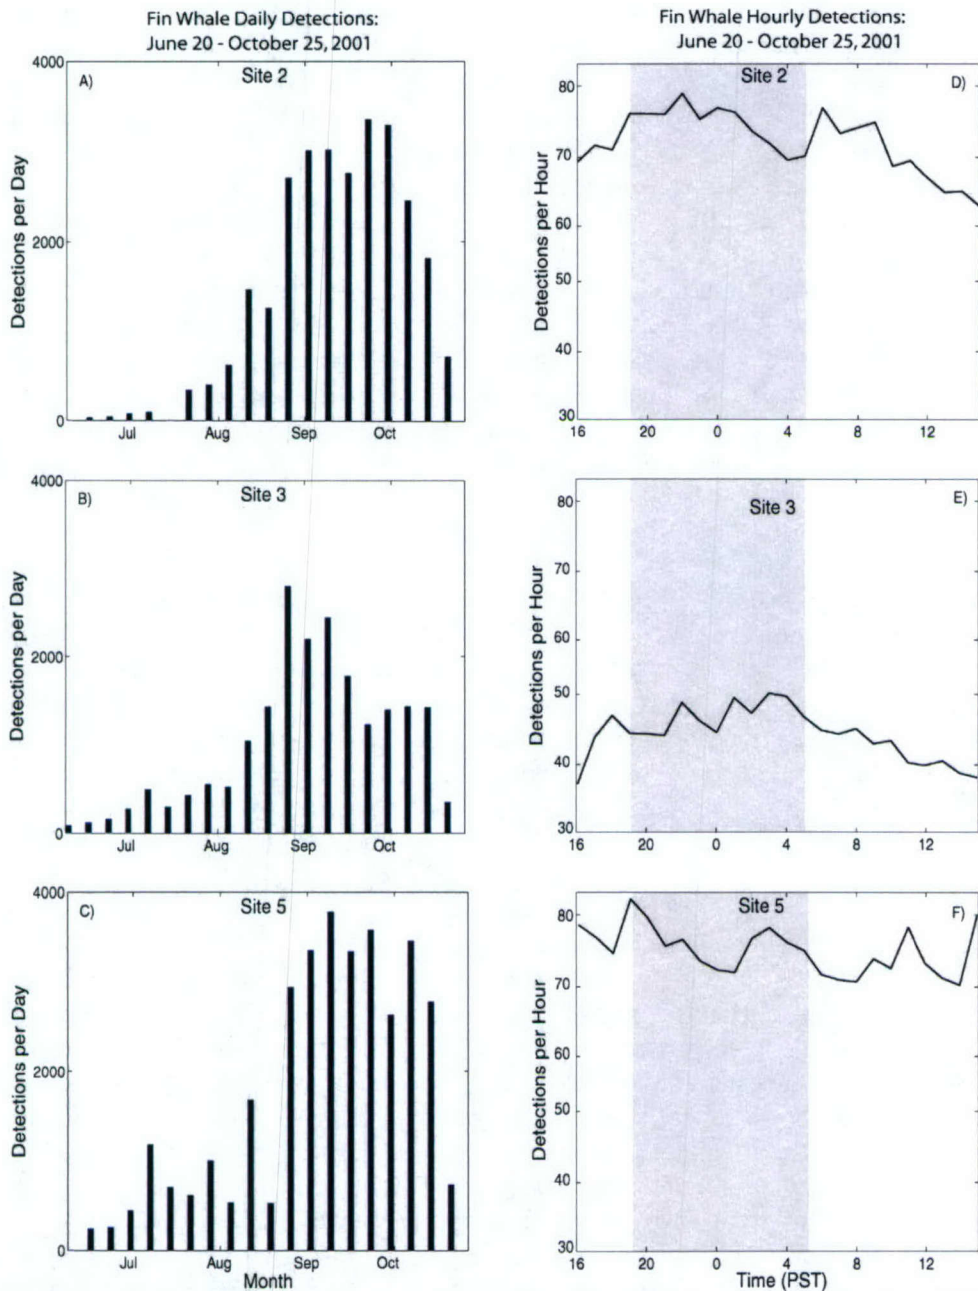 Fin Whale Daily Detections:
June 20 - October 25, 2001
Fin Whale Hourly Detections:
June 20 - October 25, 2001
A)
Site 2
4000
2000
0
Detections per Day
Jul
Aug
Sep
Oct
D)
Site 2
80
70
60
50
40
30
Detections per Hour
16
20
0
4
8
12
B)
Site 3
4000
2000
0
Detections per Day
Jul
Aug
Sep
Oct
E)
Site 3
80
70
60
50
40
30
Detections per Hour
16
20
0
4
8
12
C)
Site 5
4000
2000
0
Detections per Day
Jul
Aug
Sep
Oct
Month
F)
Site 5
80
70
60
50
40
30
Detections per Hour
16
20
0
4
8
12
Time (PST)